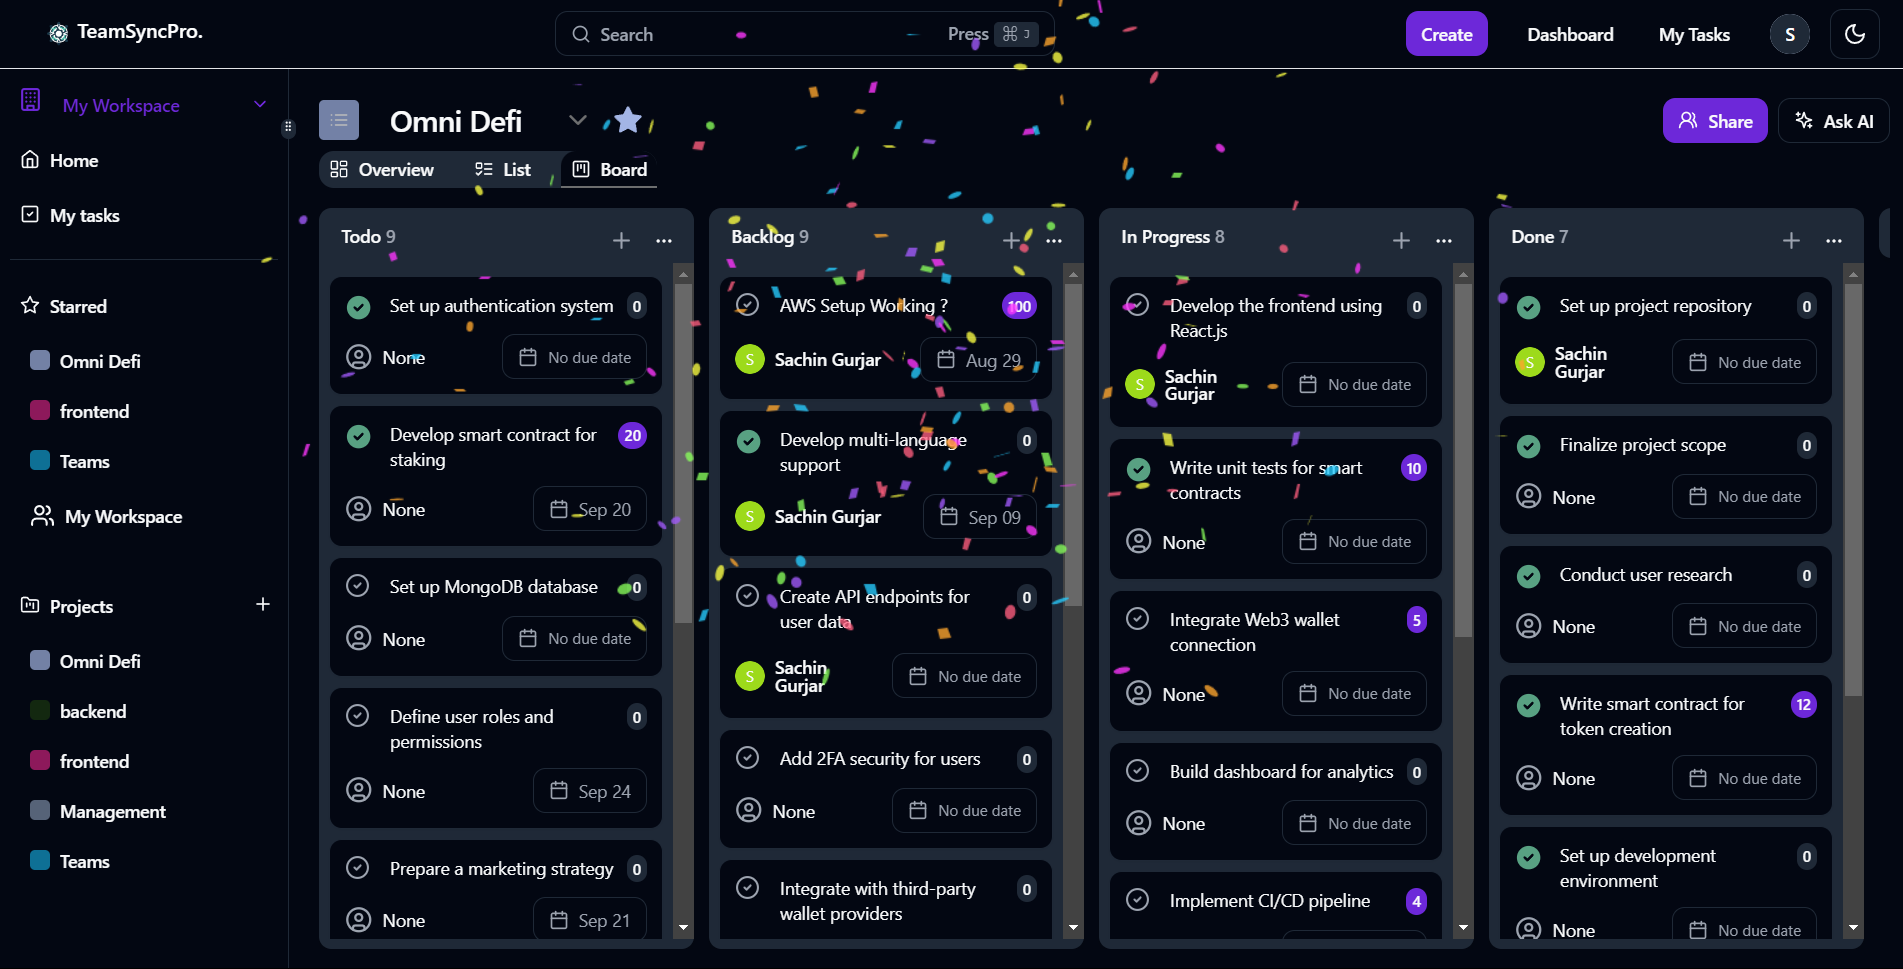 TeamSyncPro.
Search
Press ⌘ J
Create
Dashboard
My Tasks
S
My Workspace
Home
My tasks
Starred
Omni Defi
frontend
Teams
My Workspace
Projects
Omni Defi
backend
frontend
Management
Teams
Omni Defi
Share
Ask AI
Overview
List
Board
Todo 9
Set up authentication system
0
None
No due date
Develop smart contract for
staking
20
None
Sep 20
Set up MongoDB database
0
None
No due date
Define user roles and
permissions
0
None
Sep 24
Prepare a marketing strategy
0
None
Sep 21
Backlog 9
AWS Setup Working ?
100
S
Sachin Gurjar
Aug 29
Develop multi-language
support
0
S
Sachin Gurjar
Sep 09
Create API endpoints for
user data
0
S
Sachin
Gurjar
No due date
Add 2FA security for users
0
None
No due date
Integrate with third-party
wallet providers
0
In Progress 8
Develop the frontend using
React.js
0
S
Sachin
Gurjar
No due date
Write unit tests for smart
contracts
10
None
No due date
Integrate Web3 wallet
connection
5
None
No due date
Build dashboard for analytics
0
None
No due date
Implement CI/CD pipeline
4
Done 7
Set up project repository
0
S
Sachin
Gurjar
No due date
Finalize project scope
0
None
No due date
Conduct user research
0
None
No due date
Write smart contract for
token creation
12
None
No due date
Set up development
environment
0
None
No due date